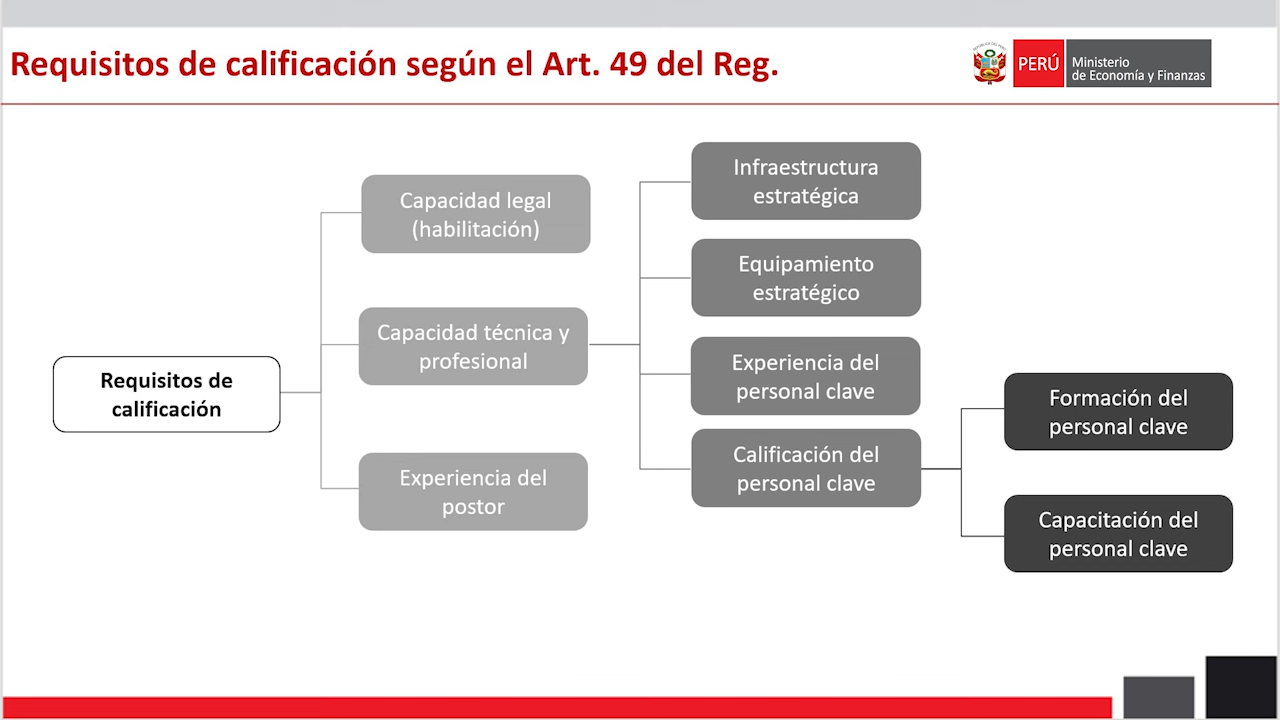 Requisitos de calificación según el Art. 49 del Reg.
PERÚ
Ministerio
de Economía y Finanzas
Requisitos de
calificación
Capacidad legal
(habilitación)
Capacidad técnica y
profesional
Experiencia del
postor
Infraestructura
estratégica
Equipamiento
estratégico
Experiencia del
personal clave
Calificación del
personal clave
Formación del
personal clave
Capacitación del
personal clave